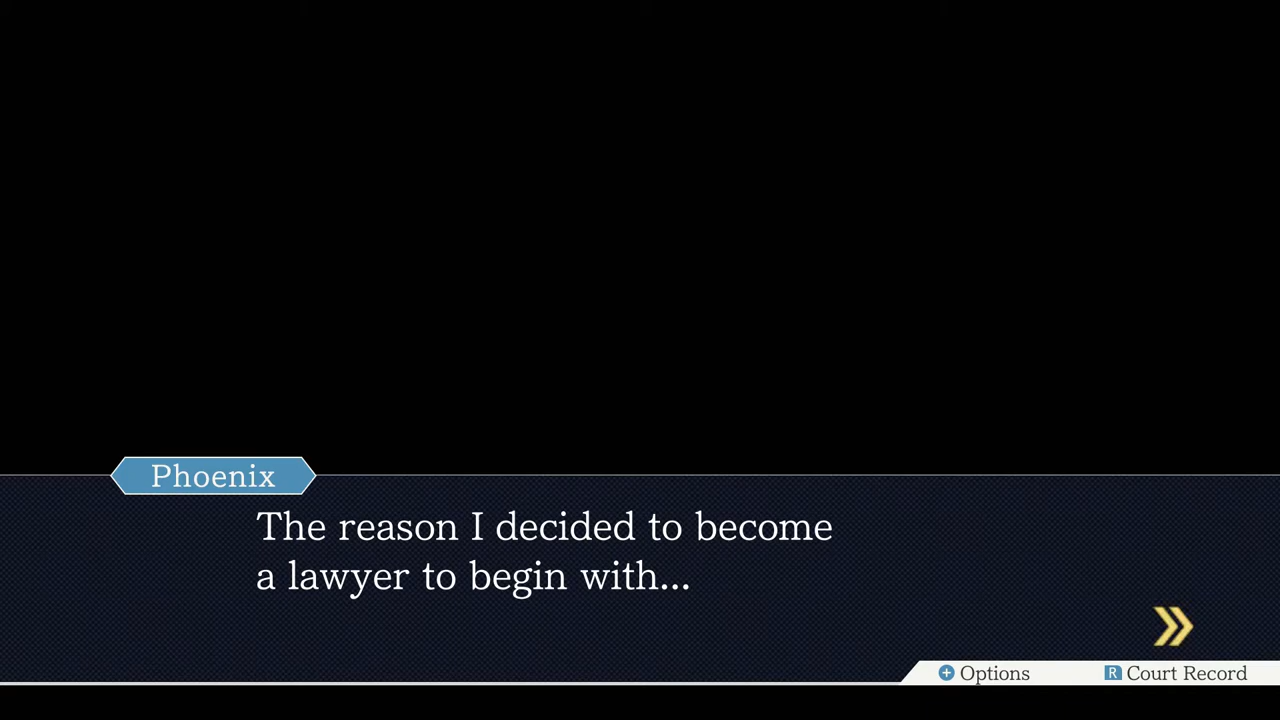 Phoenix
The reason I decided to become
a lawyer to begin with...
+ Options
R Court Record